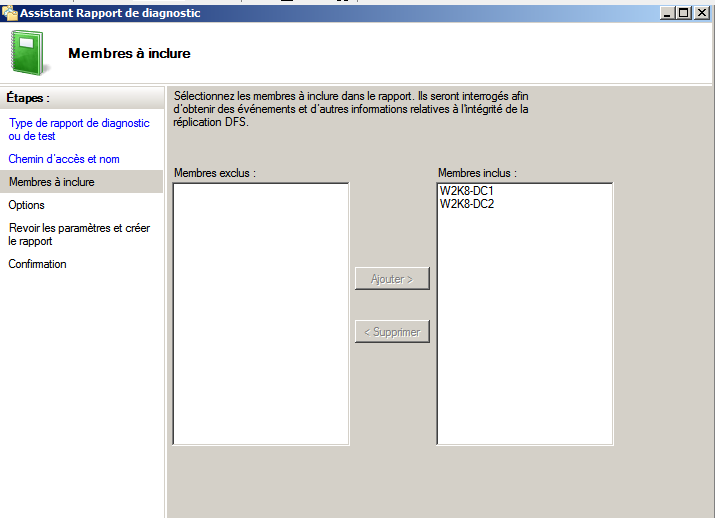 Assistant Rapport de diagnostic
Membres à inclure
Étapes :
Type de rapport de diagnostic
ou de test
Chemin d'accès et nom
Membres à inclure
Options
Revoir les paramètres et créer
le rapport
Confirmation
Sélectionnez les membres à inclure dans le rapport. Ils seront interrogés afin
d'obtenir des événements et d'autres informations relatives à l'intégrité de la
réplication DFS.
Membres exclus :
Membres inclus :
W2K8-DC1
W2K8-DC2
Ajouter >
< Supprimer